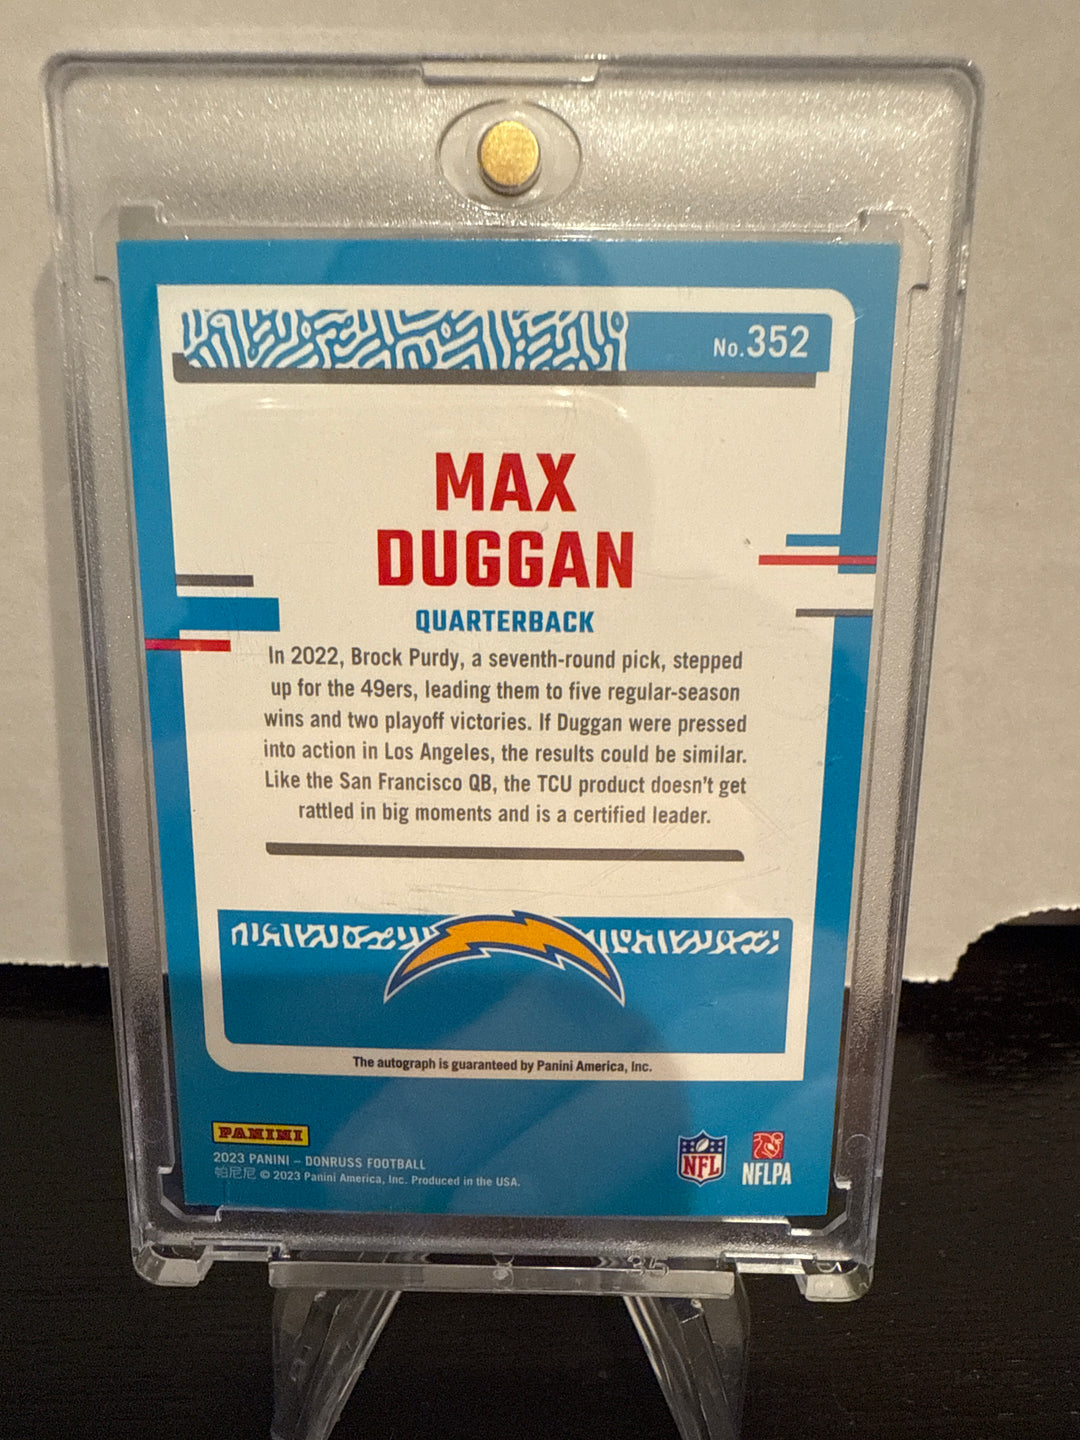 No.352
MAX
DUGGAN
QUARTERBACK
In 2022, Brock Purdy, a seventh-round pick, stepped
up for the 49ers, leading them to five regular-season
wins and two playoff victories. If Duggan were pressed
into action in Los Angeles, the results could be similar.
Like the San Francisco QB, the TCU product doesn't get
rattled in big moments and is a certified leader.
The autograph is guaranteed by Panini America, Inc.
PANINI
2023 PANINI – DONRUSS FOOTBALL
帕尼尼 © 2023 Panini America, Inc. Produced in the USA.
NFL
NFLPA
35